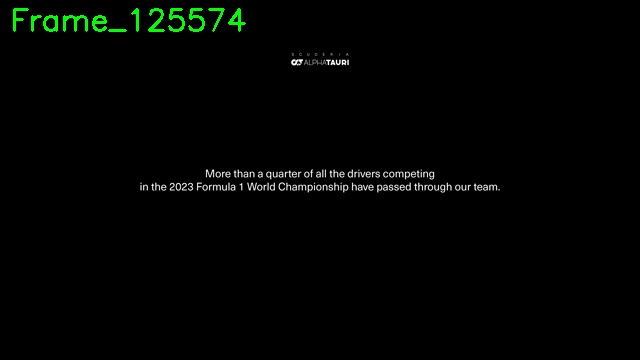 Frame_125574
SCUDERIA
ALPHATAURI
More than a quarter of all the drivers competing
in the 2023 Formula 1 World Championship have passed through our team.